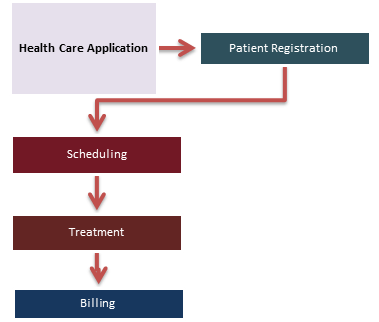 Health Care Application
Patient Registration
Scheduling
Treatment
Billing